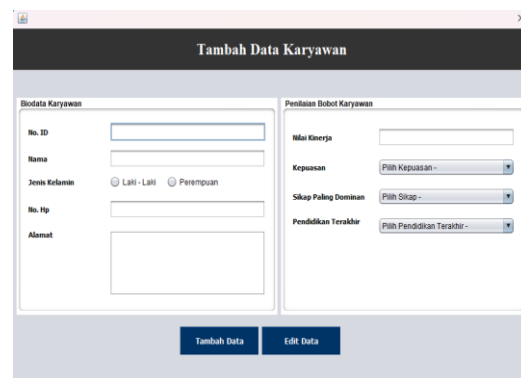 Tambah Data Karyawan
Biodata Karyawan
No. ID
Nama
Jenis Kelamin
Laki - Laki
Perempuan
No. Hp
Alamat
Penilaian Bobot Karyawan
Nilai Kinerja
Kepuasan
Pilih Kepuasan -
Sikap Paling Dominan
Pilih Sikap -
Pendidikan Terakhir
Pilih Pendidikan Terakhir -
Tambah Data
Edit Data